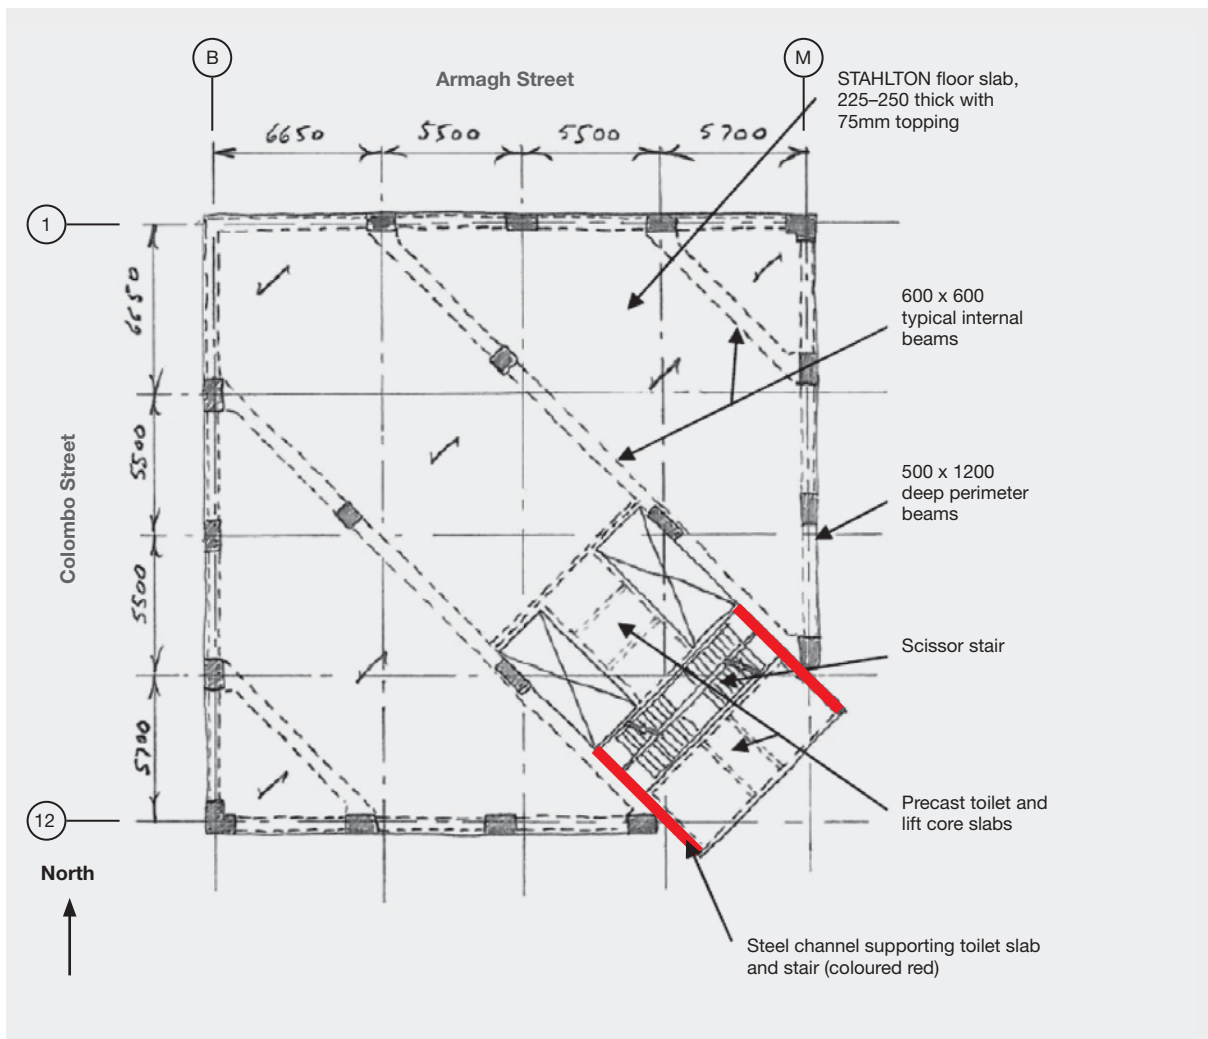 B
M
Armagh Street
STAHLTON floor slab,
225–250 thick with
75mm topping
6650
5500
5500
5700
1
6650
600 x 600
typical internal
beams
5500
Colombo Street
500 x 1200
deep perimeter
beams
5500
Scissor stair
5700
Precast toilet and
lift core slabs
12
North
Steel channel supporting toilet slab
and stair (coloured red)